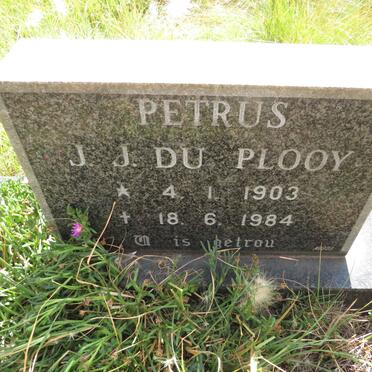 PETRUS
J. J. DU PLOOY
* 4. 1. 1903
✝ 18. 6. 1984
U is getrou